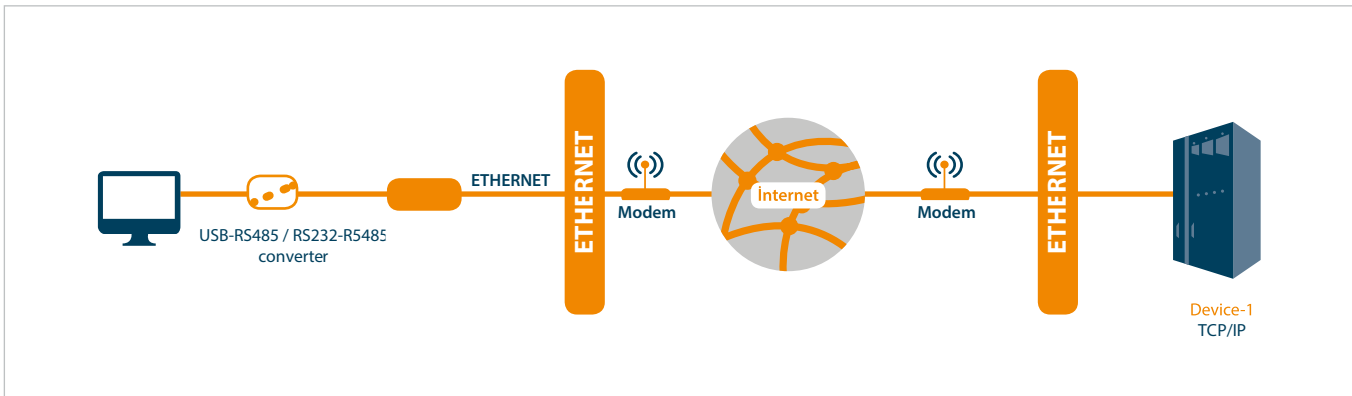 USB-RS485 / RS232-R5485
converter
ETHERNET
ETHERNET
Modem
İnternet
Modem
ETHERNET
Device-1
TCP/IP